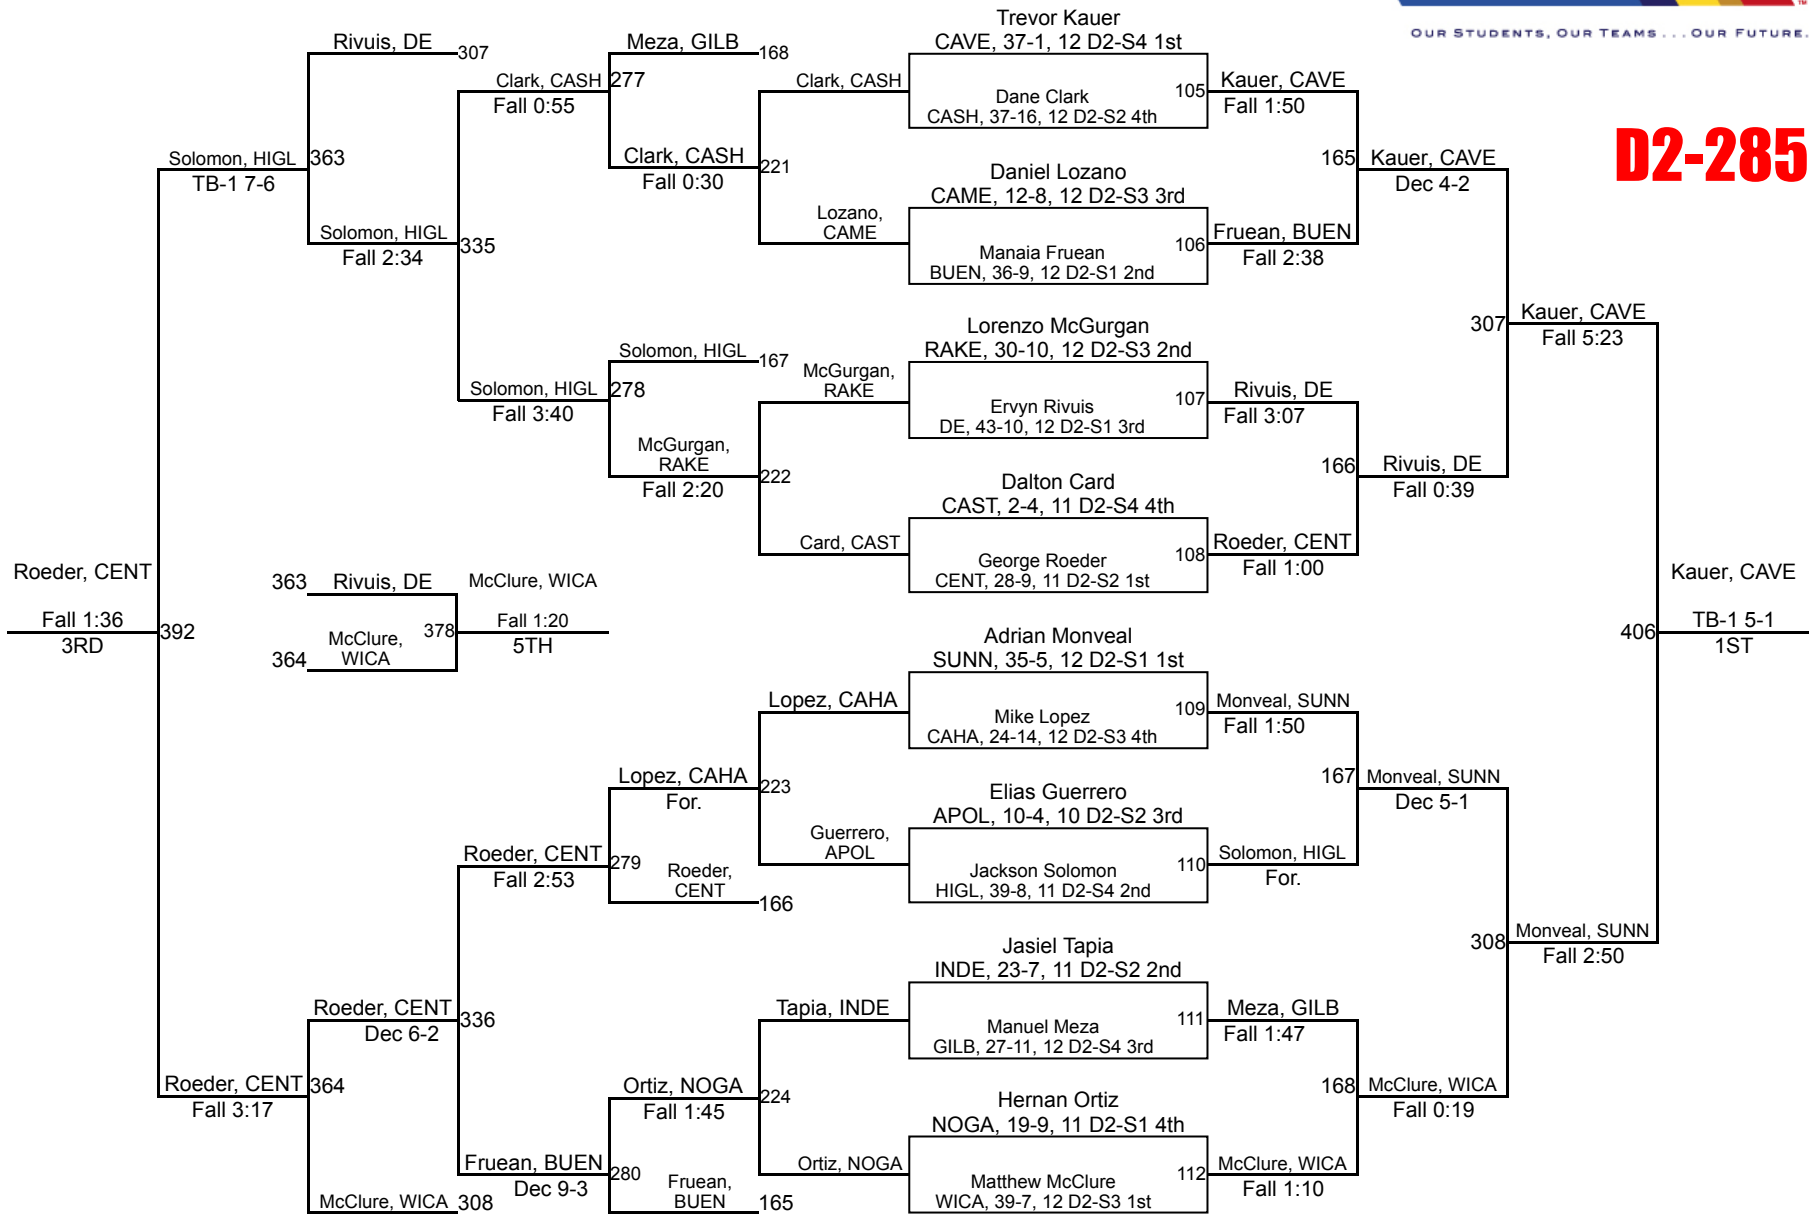 OUR STUDENTS, OUR TEAMS . . . OUR FUTURE.
TM
D2-285
Rivuis, DE
307
Clark, CASH
Fall 0:55
Solomon, HIGL
TB-1 7-6
363
Solomon, HIGL
Fall 2:34
335
Solomon, HIGL
Fall 3:40
Meza, GILB
168
277
Clark, CASH
Fall 0:30
221
Solomon, HIGL
167
278
McGurgan,
RAKE
Fall 2:20
222
Clark, CASH
Lozano,
CAME
McGurgan,
RAKE
Card, CAST
Trevor Kauer
CAVE, 37-1, 12 D2-S4 1st
Dane Clark
CASH, 37-16, 12 D2-S2 4th
105
Daniel Lozano
CAME, 12-8, 12 D2-S3 3rd
Manaia Fruean
BUEN, 36-9, 12 D2-S1 2nd
106
Lorenzo McGurgan
RAKE, 30-10, 12 D2-S3 2nd
Ervyn Rivuis
DE, 43-10, 12 D2-S1 3rd
107
Dalton Card
CAST, 2-4, 11 D2-S4 4th
George Roeder
CENT, 28-9, 11 D2-S2 1st
108
Kauer, CAVE
Fall 1:50
Fruean, BUEN
Fall 2:38
Rivuis, DE
Fall 3:07
Roeder, CENT
Fall 1:00
165
Kauer, CAVE
Dec 4-2
166
Rivuis, DE
Fall 0:39
307
Kauer, CAVE
Fall 5:23
Roeder, CENT
Fall 1:36
3RD
392
363
Rivuis, DE
364
McClure,
WICA
378
McClure, WICA
Fall 1:20
5TH
406
Kauer, CAVE
TB-1 5-1
1ST
Roeder, CENT
Fall 3:17
364
Roeder, CENT
Dec 6-2
336
McClure, WICA
308
Roeder, CENT
Fall 2:53
279
Fruean, BUEN
Dec 9-3
280
Lopez, CAHA
For.
223
Roeder,
CENT
166
Ortiz, NOGA
Fall 1:45
224
Fruean,
BUEN
165
Lopez, CAHA
Guerrero,
APOL
Tapia, INDE
Ortiz, NOGA
Adrian Monveal
SUNN, 35-5, 12 D2-S1 1st
Mike Lopez
CAHA, 24-14, 12 D2-S3 4th
109
Elias Guerrero
APOL, 10-4, 10 D2-S2 3rd
Jackson Solomon
HIGL, 39-8, 11 D2-S4 2nd
110
Jasiel Tapia
INDE, 23-7, 11 D2-S2 2nd
Manuel Meza
GILB, 27-11, 12 D2-S4 3rd
111
Hernan Ortiz
NOGA, 19-9, 11 D2-S1 4th
Matthew McClure
WICA, 39-7, 12 D2-S3 1st
112
Monveal, SUNN
Fall 1:50
Solomon, HIGL
For.
Meza, GILB
Fall 1:47
McClure, WICA
Fall 1:10
167
Monveal, SUNN
Dec 5-1
168
McClure, WICA
Fall 0:19
308
Monveal, SUNN
Fall 2:50